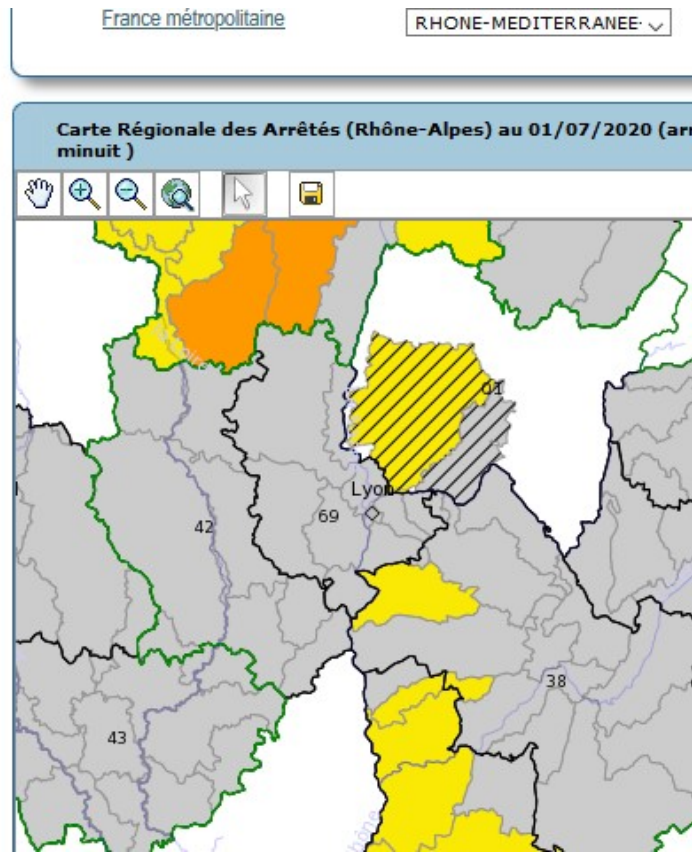 France métropolitaine
RHONE-MEDITERRANEE-
Carte Régionale des Arrêtés (Rhône-Alpes) au 01/07/2020 (arr
minuit )
01
Lyon
69
42
38
43